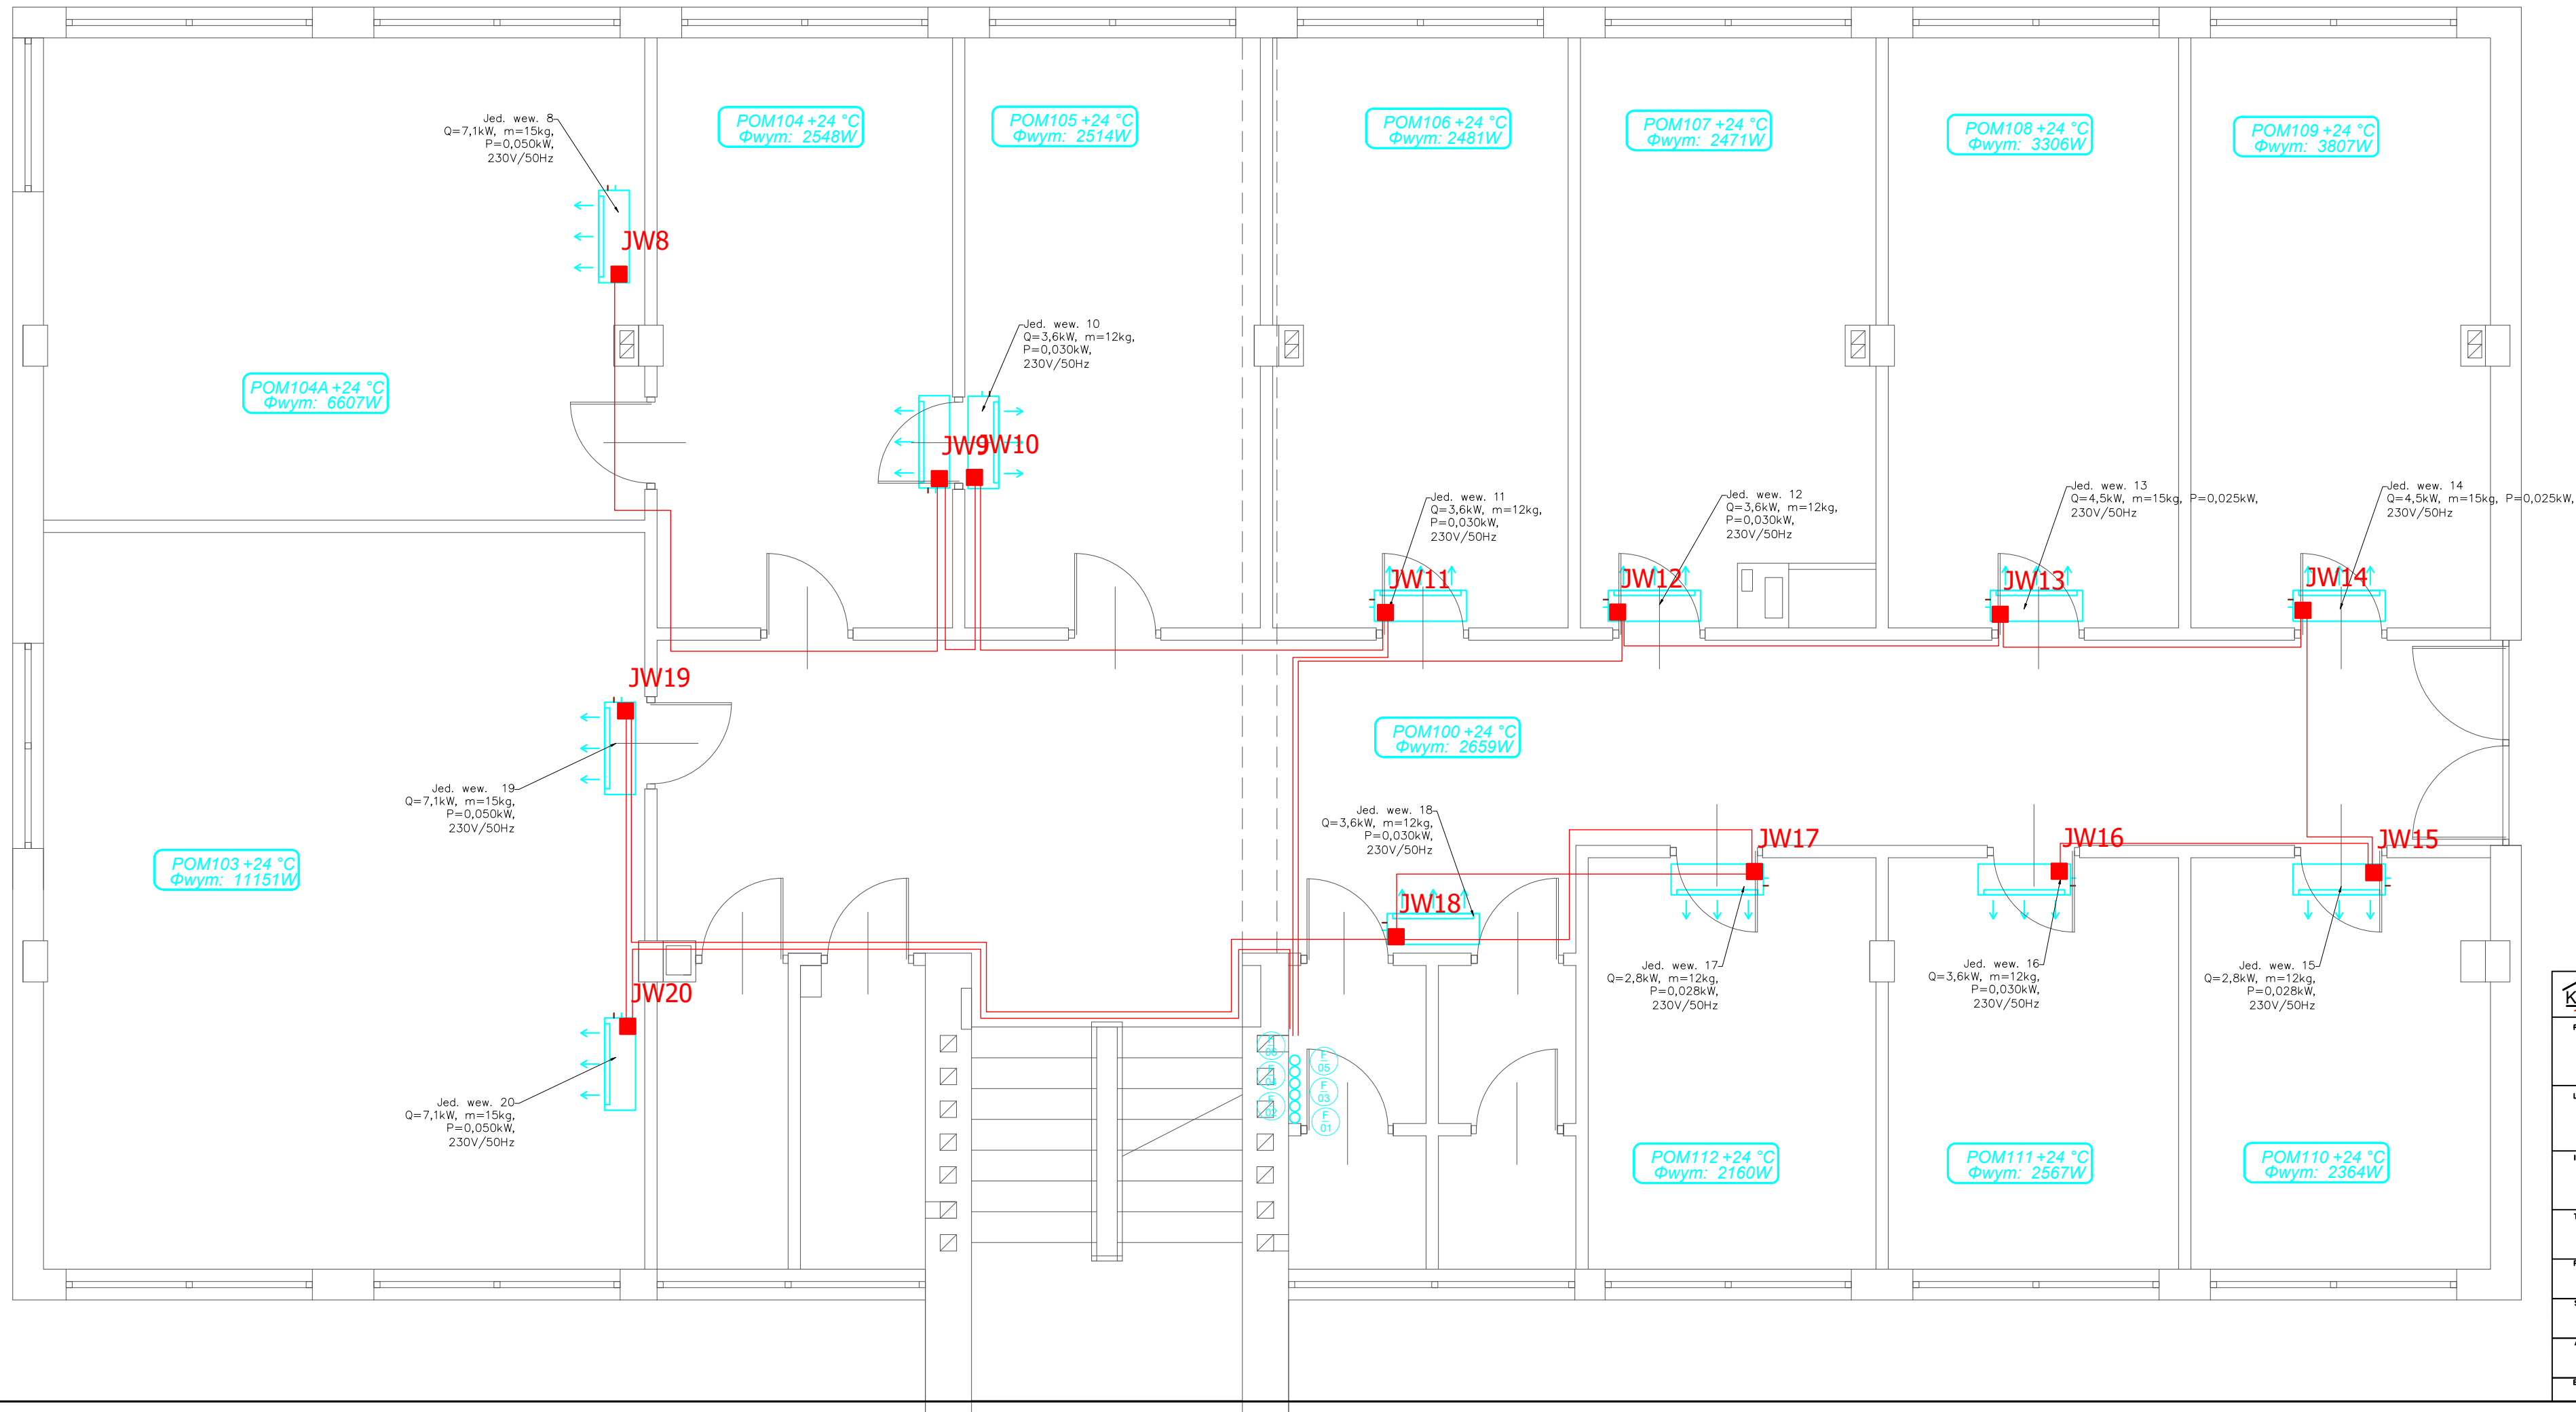 Jed. wew. 8
Q=7,1kW, m=15kg,
P=0,050kW,
230V/50Hz
POM104 +24 °C
Φwym: 2548W
POM105 +24 °C
Φwym: 2514W
POM106 +24 °C
Φwym: 2481W
POM107 +24 °C
Φwym: 2471W
POM108 +24 °C
Φwym: 3306W
POM109 +24 °C
Φwym: 3807W
JW8
Jed. wew. 10
Q=3,6kW, m=12kg,
P=0,030kW,
230V/50Hz
POM104A +24 °C
Φwym: 6607W
JW9
JW10
Jed. wew. 11
Q=3,6kW, m=12kg,
P=0,030kW,
230V/50Hz
Jed. wew. 12
Q=3,6kW, m=12kg,
P=0,030kW,
230V/50Hz
Jed. wew. 13
Q=4,5kW, m=15kg, P=0,025kW,
230V/50Hz
Jed. wew. 14
Q=4,5kW, m=15kg, P=0,025kW,
230V/50Hz
JW11
JW12
JW13
JW14
JW19
POM100 +24 °C
Φwym: 2659W
Jed. wew. 19
Q=7,1kW, m=15kg,
P=0,050kW,
230V/50Hz
Jed. wew. 18
Q=3,6kW, m=12kg,
P=0,030kW,
230V/50Hz
JW17
JW16
JW15
POM103 +24 °C
Φwym: 11151W
JW18
Jed. wew. 17
Q=2,8kW, m=12kg,
P=0,028kW,
230V/50Hz
Jed. wew. 16
Q=3,6kW, m=12kg,
P=0,030kW,
230V/50Hz
Jed. wew. 15
Q=2,8kW, m=12kg,
P=0,028kW,
230V/50Hz
JW20
F
05
F
03
02
F
01
Jed. wew. 20
Q=7,1kW, m=15kg,
P=0,050kW,
230V/50Hz
POM112 +24 °C
Φwym: 2160W
POM111 +24 °C
Φwym: 2567W
POM110 +24 °C
Φwym: 2364W